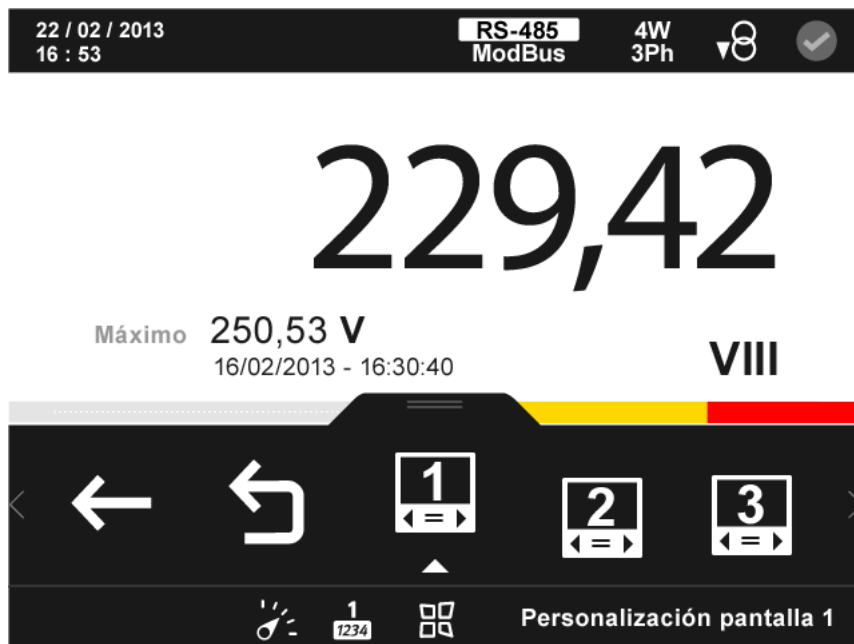 22 / 02 / 2013
16 : 53
RS-485
ModBus
4W
3Ph
229,42
Máximo 250,53 V
16/02/2013 - 16:30:40
VIII
1
2
3
1
1234
Personalización pantalla 1